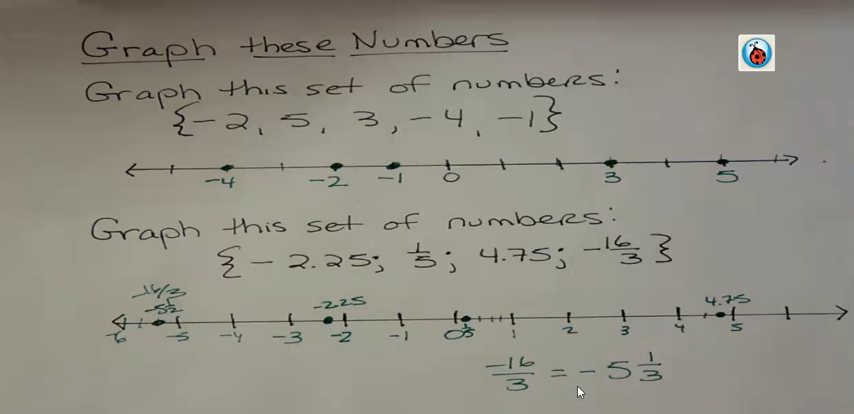 Graph these Numbers
Graph this set of numbers:
{-2, 5, 3, -4, -1}
-4 -2 -1 0 3 5
Graph this set of numbers:
{-2.25; 1/5; 4.75; -16/3}
-16/3
-2.25 4.75
-6 -5 -4 -3 -2 -1 0 1/5 1 2 3 4 5
-16/3 = -5 1/3